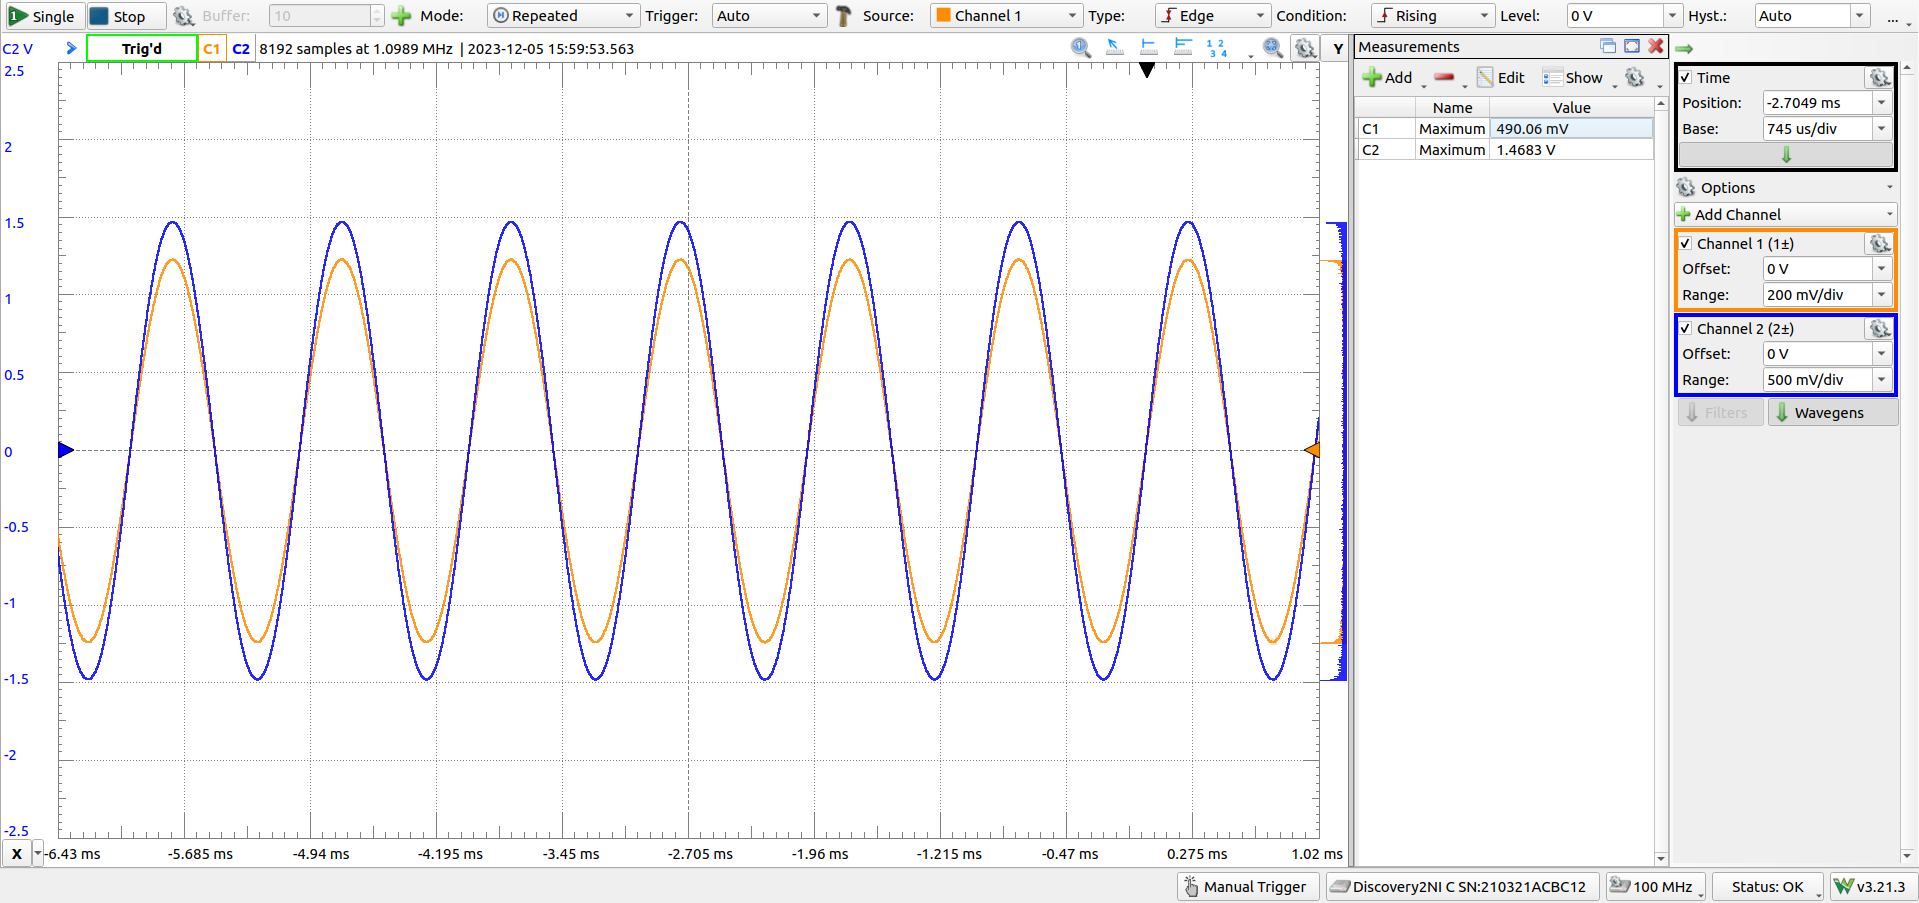 Single Stop Buffer: 10 Mode: Repeated Trigger: Auto Source: Channel 1 Type: Edge Condition: Rising Level: 0 V Hyst.: Auto ...
C2 V Trig'd C1 C2 8192 samples at 1.0989 MHz | 2023-12-05 15:59:53.563 Y
2.5
2
1.5
1
0.5
0
-0.5
-1
-1.5
-2
-2.5
X -6.43 ms -5.685 ms -4.94 ms -4.195 ms -3.45 ms -2.705 ms -1.96 ms -1.215 ms -0.47 ms 0.275 ms 1.02 ms
Measurements
Add Edit Show
Name Value
C1 Maximum 490.06 mV
C2 Maximum 1.4683 V
Time
Position: -2.7049 ms
Base: 745 us/div
Options
Add Channel
Channel 1 (1±)
Offset: 0 V
Range: 200 mV/div
Channel 2 (2±)
Offset: 0 V
Range: 500 mV/div
Filters Wavegens
Manual Trigger Discovery2NI C SN:210321ACBC12 100 MHz Status: OK v3.21.3